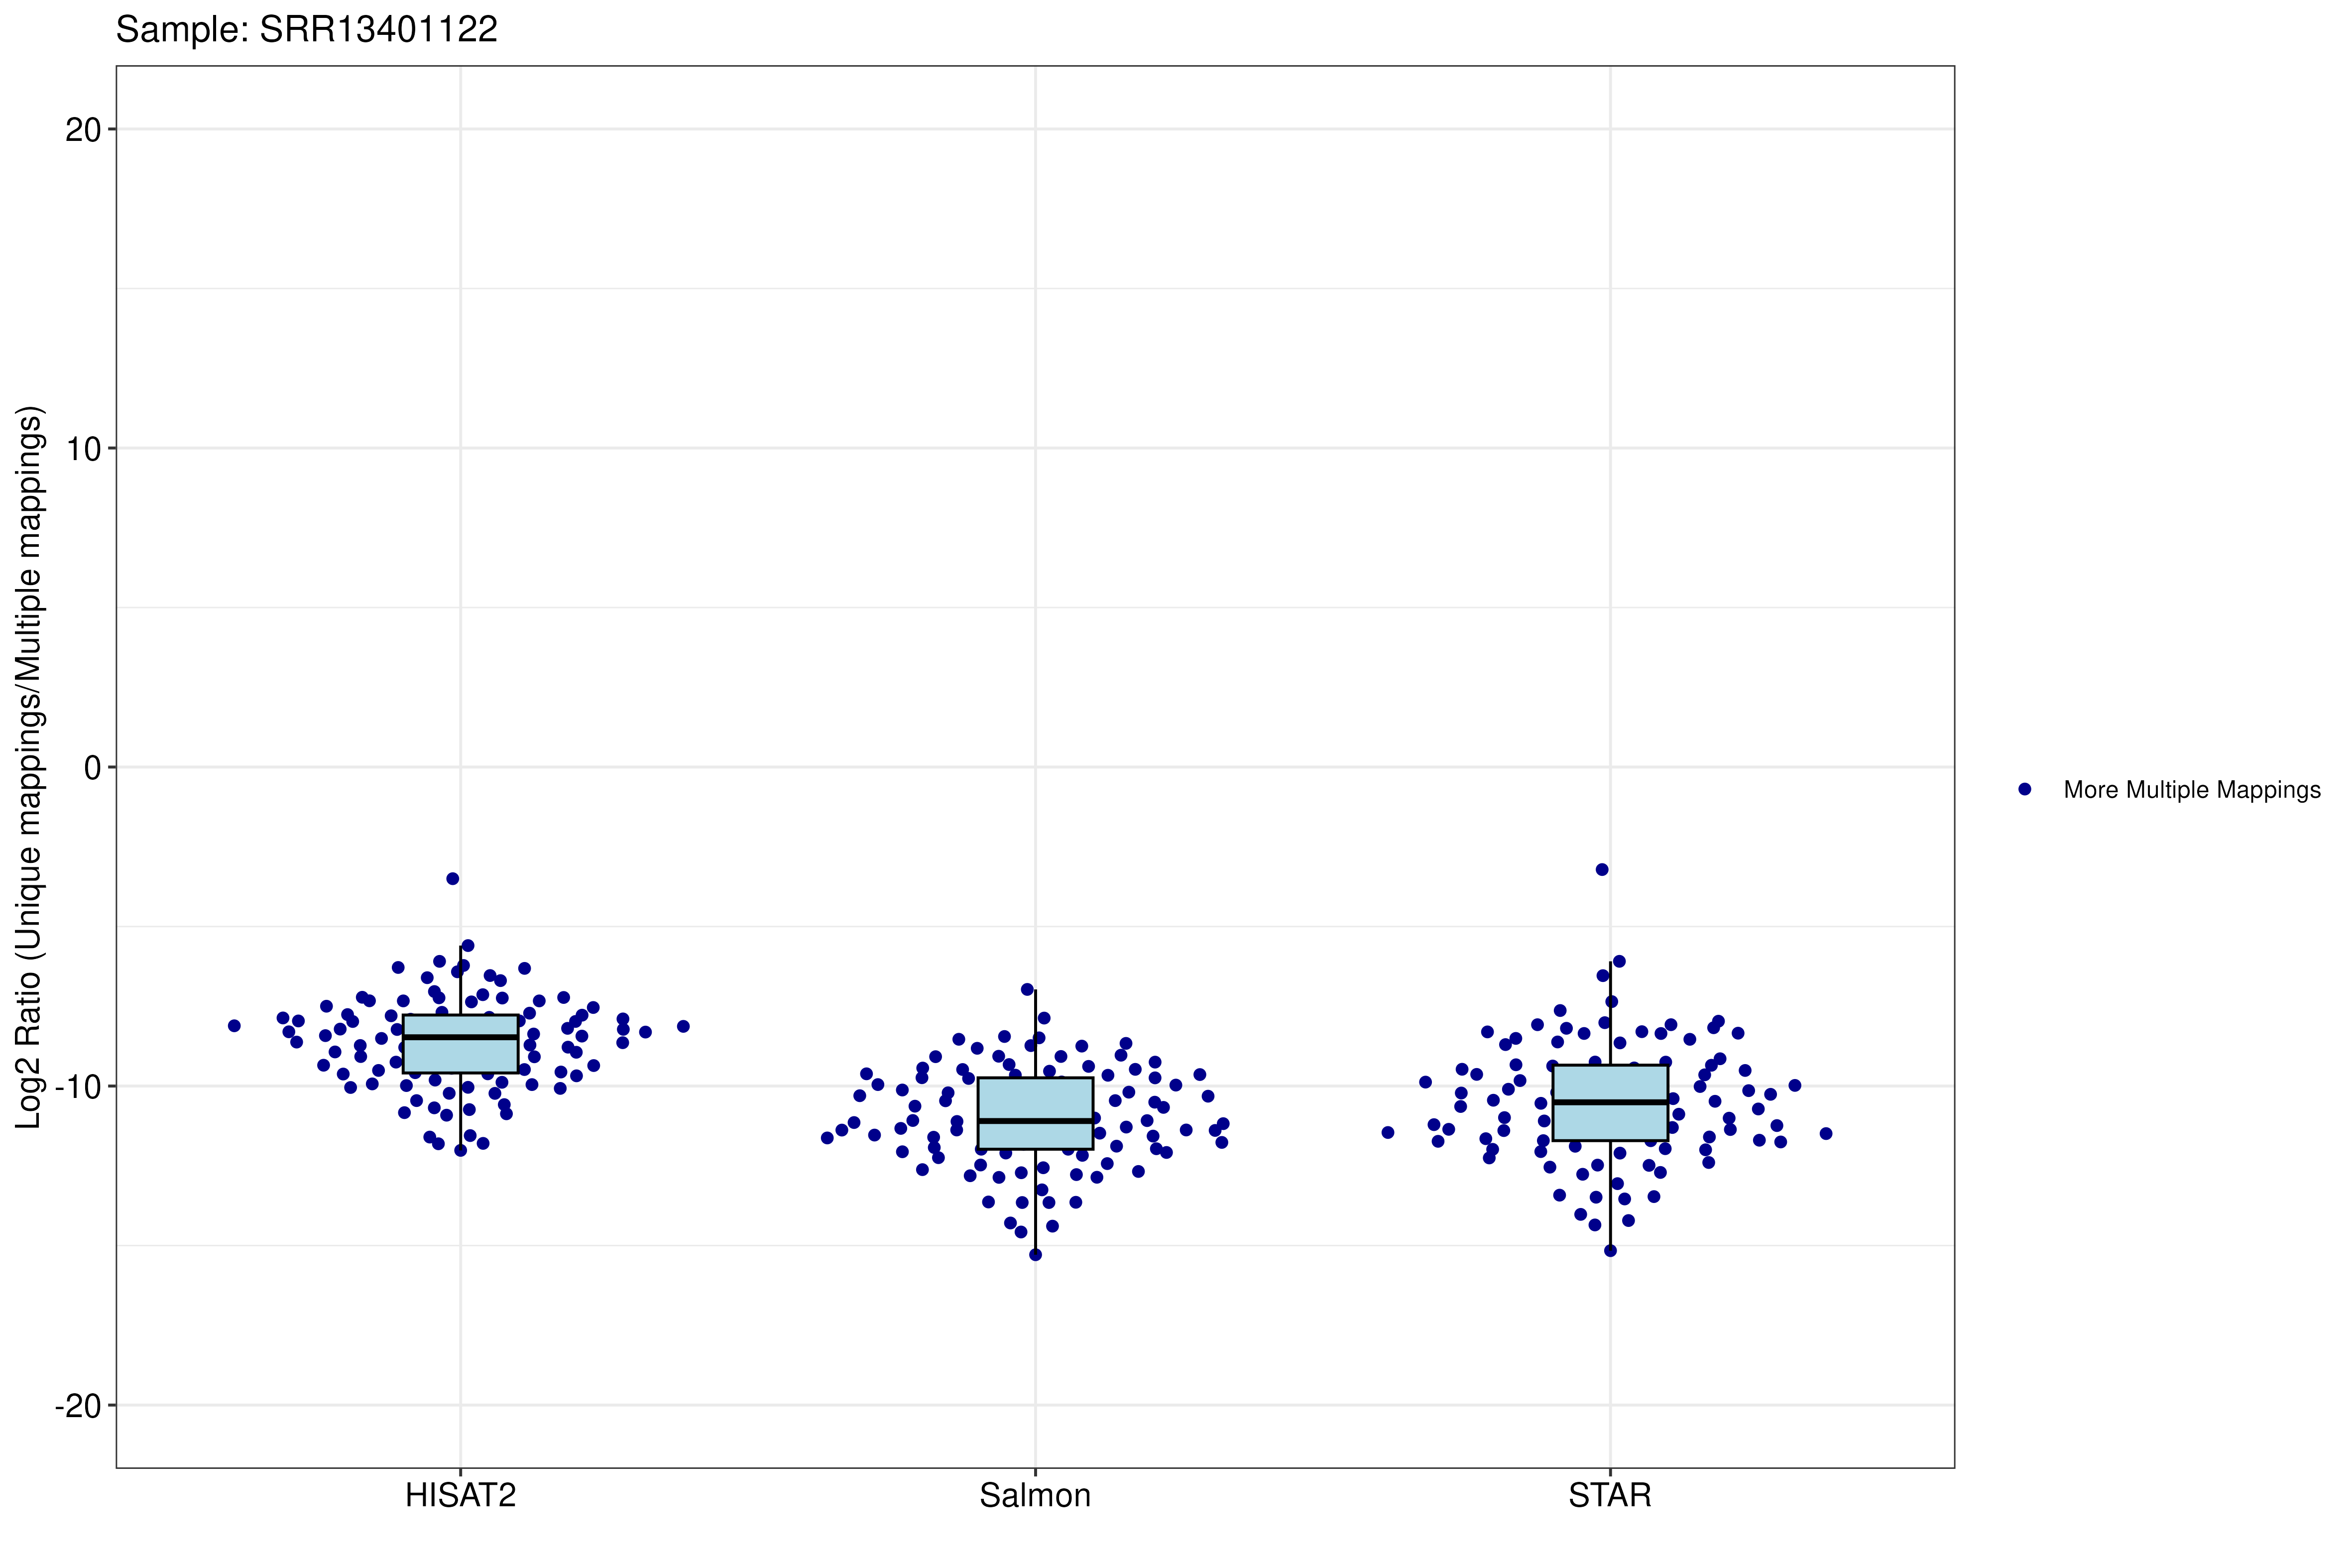 Sample: SRR13401122
Log2 Ratio (Unique mappings/Multiple mappings)
20
10
0
-10
-20
HISAT2
Salmon
STAR
More Multiple Mappings